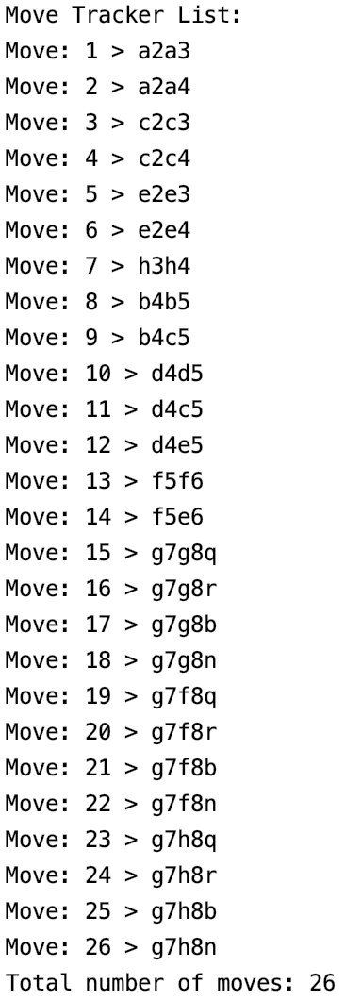 Move Tracker List:
Move: 1 > a2a3
Move: 2 > a2a4
Move: 3 > c2c3
Move: 4 > c2c4
Move: 5 > e2e3
Move: 6 > e2e4
Move: 7 > h3h4
Move: 8 > b4b5
Move: 9 > b4c5
Move: 10 > d4d5
Move: 11 > d4c5
Move: 12 > d4e5
Move: 13 > f5f6
Move: 14 > f5e6
Move: 15 > g7g8q
Move: 16 > g7g8r
Move: 17 > g7g8b
Move: 18 > g7g8n
Move: 19 > g7f8q
Move: 20 > g7f8r
Move: 21 > g7f8b
Move: 22 > g7f8n
Move: 23 > g7h8q
Move: 24 > g7h8r
Move: 25 > g7h8b
Move: 26 > g7h8n
Total number of moves: 26